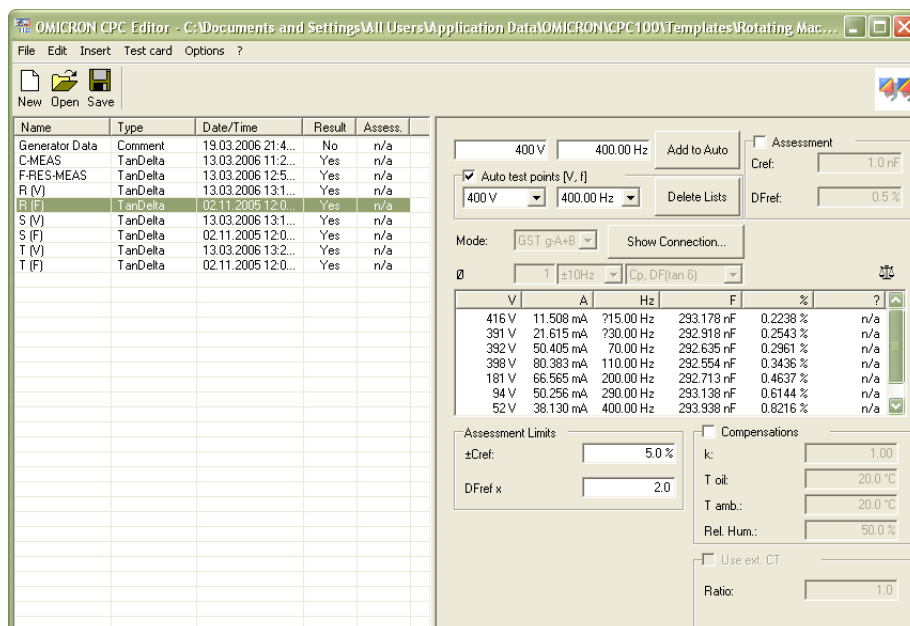 OMICRON CPC Editor - C:\Documents and Settings\All Users\Application Data\OMICRON\CPC100\Templates\Rotating Mac...
File Edit Insert Test card Options ?
New Open Save
Name Type Date/Time Result Assess.
Generator Data Comment 19.03.2006 21:4... No n/a
C-MEAS TanDelta 13.03.2006 11:2... Yes n/a
F-RES-MEAS TanDelta 13.03.2006 12:5... Yes n/a
R (V) TanDelta 13.03.2006 13:1... Yes n/a
R (F) TanDelta 02.11.2005 12:0... Yes n/a
S (V) TanDelta 13.03.2006 13:1... Yes n/a
S (F) TanDelta 02.11.2005 12:0... Yes n/a
T (V) TanDelta 13.03.2006 13:2... Yes n/a
T (F) TanDelta 02.11.2005 12:0... Yes n/a
400 V 400.00 Hz Add to Auto
Auto test points [V, f]
400 V 400.00 Hz Delete Lists
Assessment
Cref: 1.0 nF
DFref: 0.5 %
Mode: GST g-A+B Show Connection...
Ø 1 ±10Hz Cp, DF(tan δ)
V A Hz F % ?
416 V 11.508 mA ?15.00 Hz 293.178 nF 0.2238 % n/a
391 V 21.615 mA ?30.00 Hz 292.918 nF 0.2543 % n/a
392 V 50.405 mA 70.00 Hz 292.635 nF 0.2961 % n/a
398 V 80.383 mA 110.00 Hz 292.554 nF 0.3436 % n/a
181 V 66.565 mA 200.00 Hz 292.713 nF 0.4637 % n/a
94 V 50.256 mA 290.00 Hz 293.138 nF 0.6144 % n/a
52 V 38.130 mA 400.00 Hz 293.938 nF 0.8216 % n/a
Assessment Limits
±Cref: 5.0 %
DFref x 2.0
Compensations
k: 1.00
T oil: 20.0 °C
T amb.: 20.0 °C
Rel. Hum.: 50.0 %
Use ext. CT
Ratio: 1.0